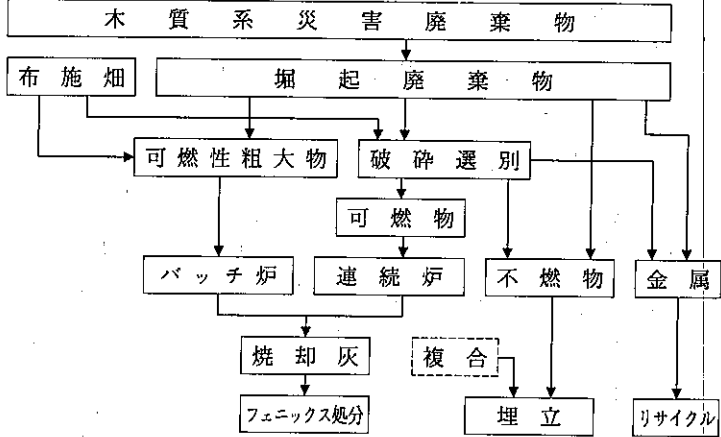 木質系災害廃棄物
布施畑
堀起廃棄物
可燃性粗大物
破砕選別
可燃物
バッチ炉
連続炉
不燃物
金属
焼却灰
複合
フェニックス処分
埋立
リサイクル